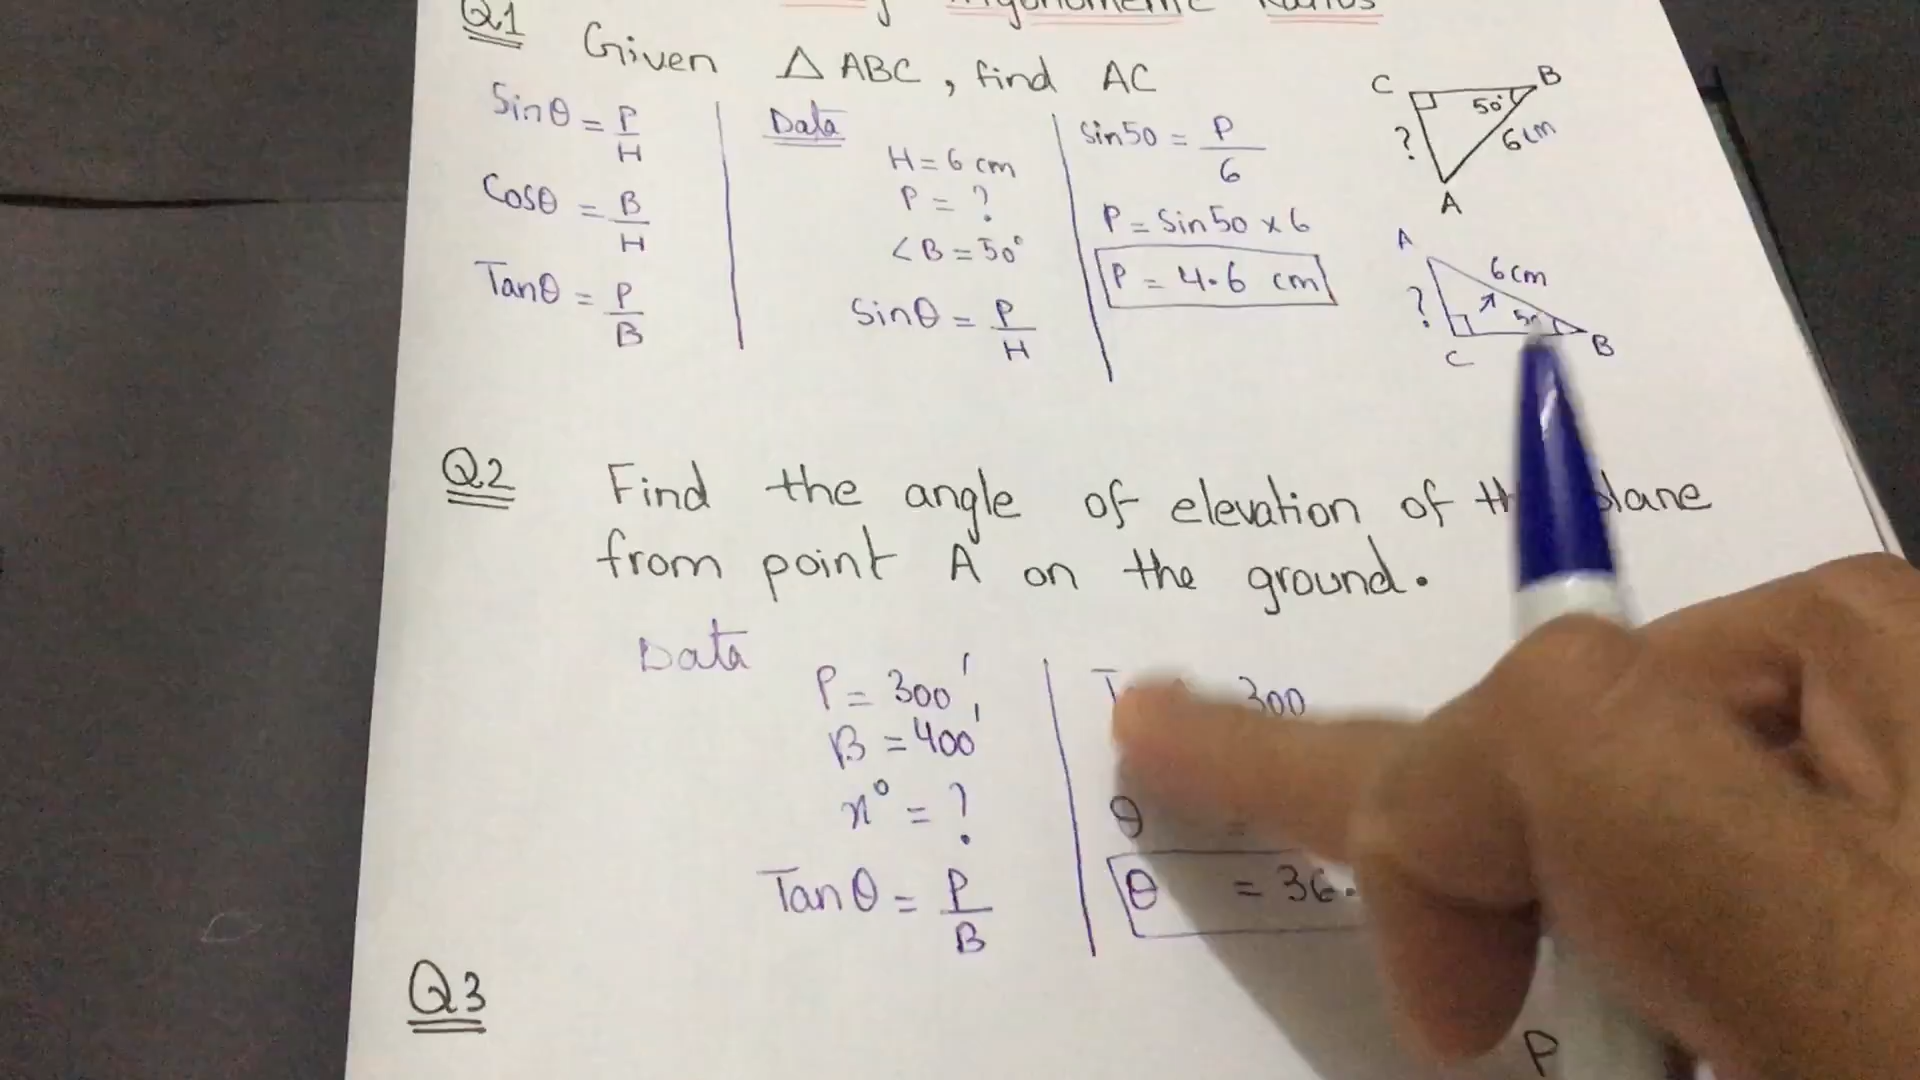 Q1 Given △ABC, find AC
Sinθ = P/H
Cosθ = B/H
Tanθ = P/B
Data
H = 6 cm
P = ?
<B = 50°
Sinθ = P/H
Sin50 = P/6
P = Sin50 x 6
P = 4.6 cm
C B
50°
6cm
?
A
A
6cm
?
C B
Q2 Find the angle of elevation of plane
from point A on the ground.
Data
P = 300'
B = 400'
x° = ?
Tanθ = P/B
300
θ =
θ = 36.
Q3
P